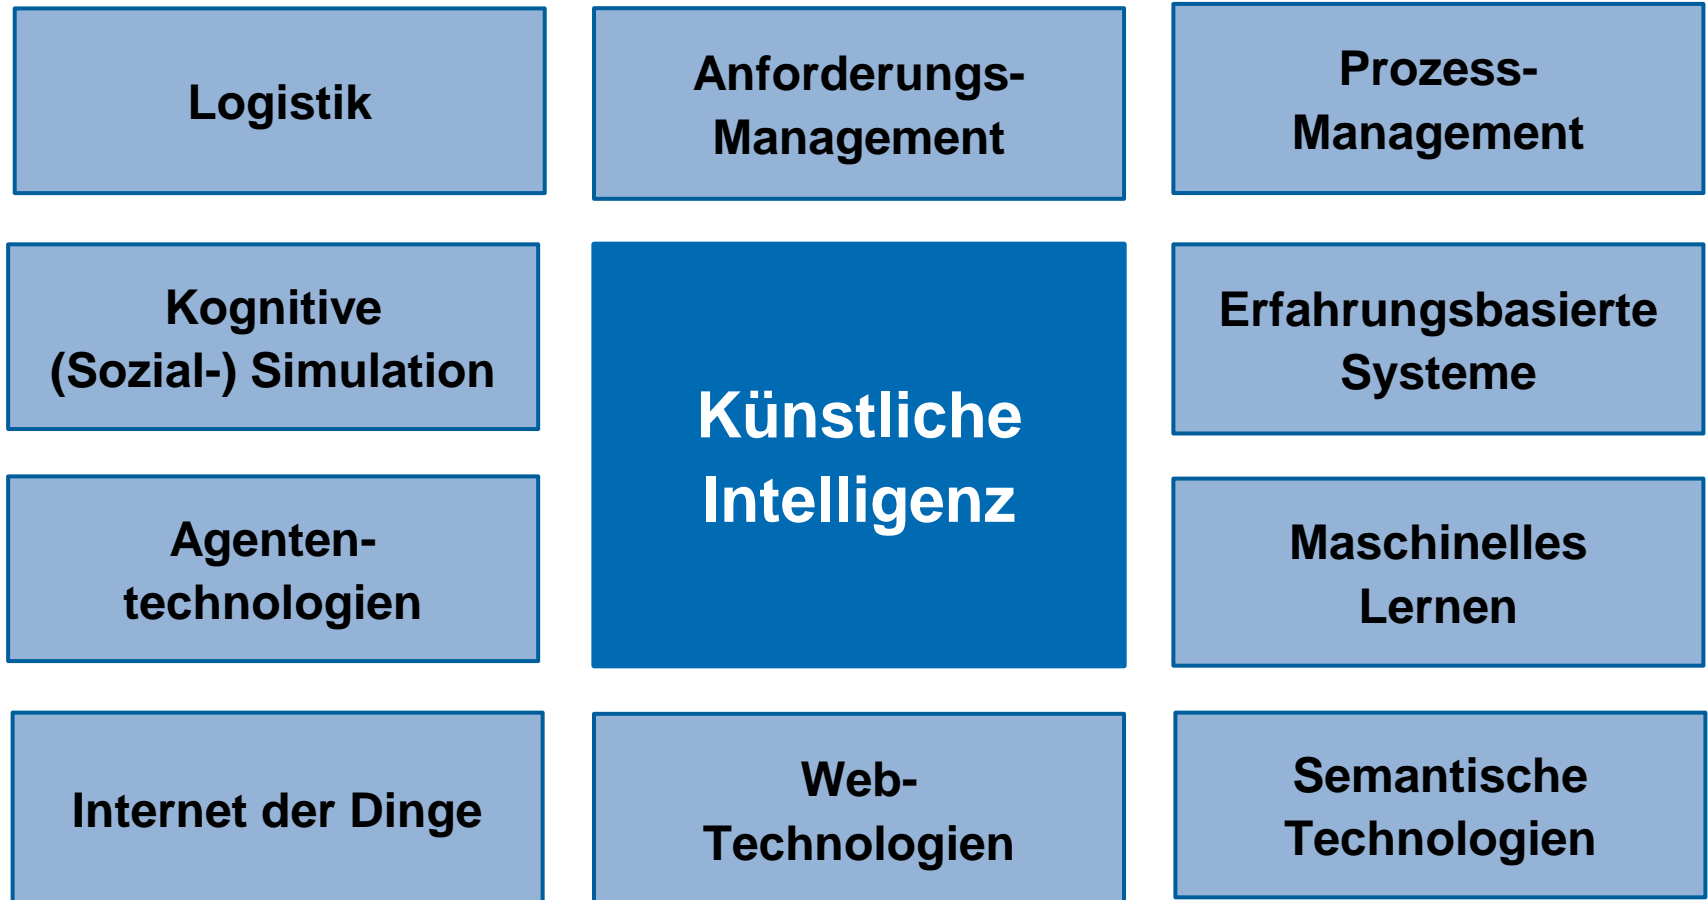 Logistik
Anforderungs-
Management
Prozess-
Management
Kognitive
(Sozial-) Simulation
Künstliche
Intelligenz
Erfahrungsbasierte
Systeme
Agenten-
technologien
Maschinelles
Lernen
Internet der Dinge
Web-
Technologien
Semantische
Technologien